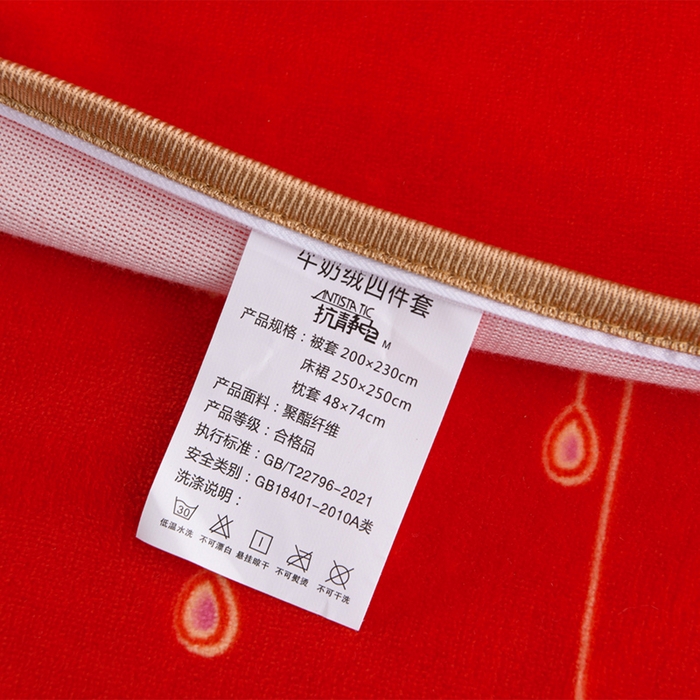 牛奶绒四件套
ANTISTATIC
抗静电 M
产品规格：被套 200×230cm
床裙 250×250cm
枕套 48×74cm
产品面料：聚酯纤维
产品等级：合格品
执行标准：GB/T22796-2021
安全类别：GB18401-2010A类
洗涤说明：
30
低温水洗 不可漂白 悬挂晾干 不可熨烫 不可干洗